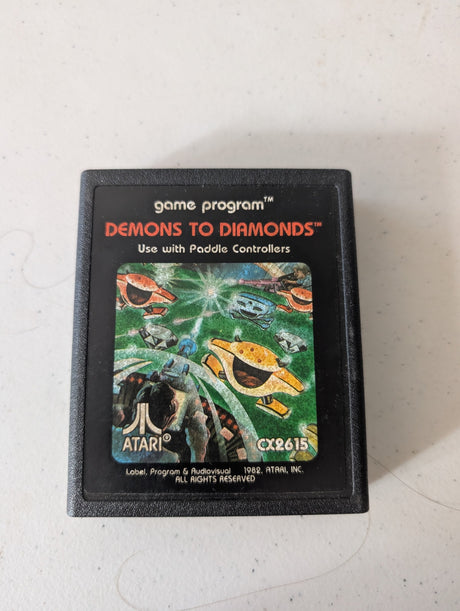 game program™
DEMONS TO DIAMONDS™
Use with Paddle Controllers
ATARI®
CX2615
Label, Program & Audiovisual 1982, ATARI, INC.
ALL RIGHTS RESERVED